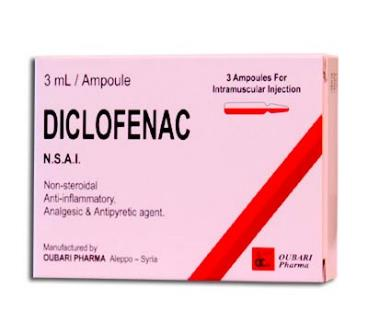 3 mL / Ampoule
3 Ampoules For
Intramuscular Injection
DICLOFENAC
N.S.A.I.
Non-steroidal
Anti-inflammatory,
Analgesic & Antipyretic agent.
Manufactured by
OUBARI PHARMA Aleppo – Syria
OUBARI
Pharma